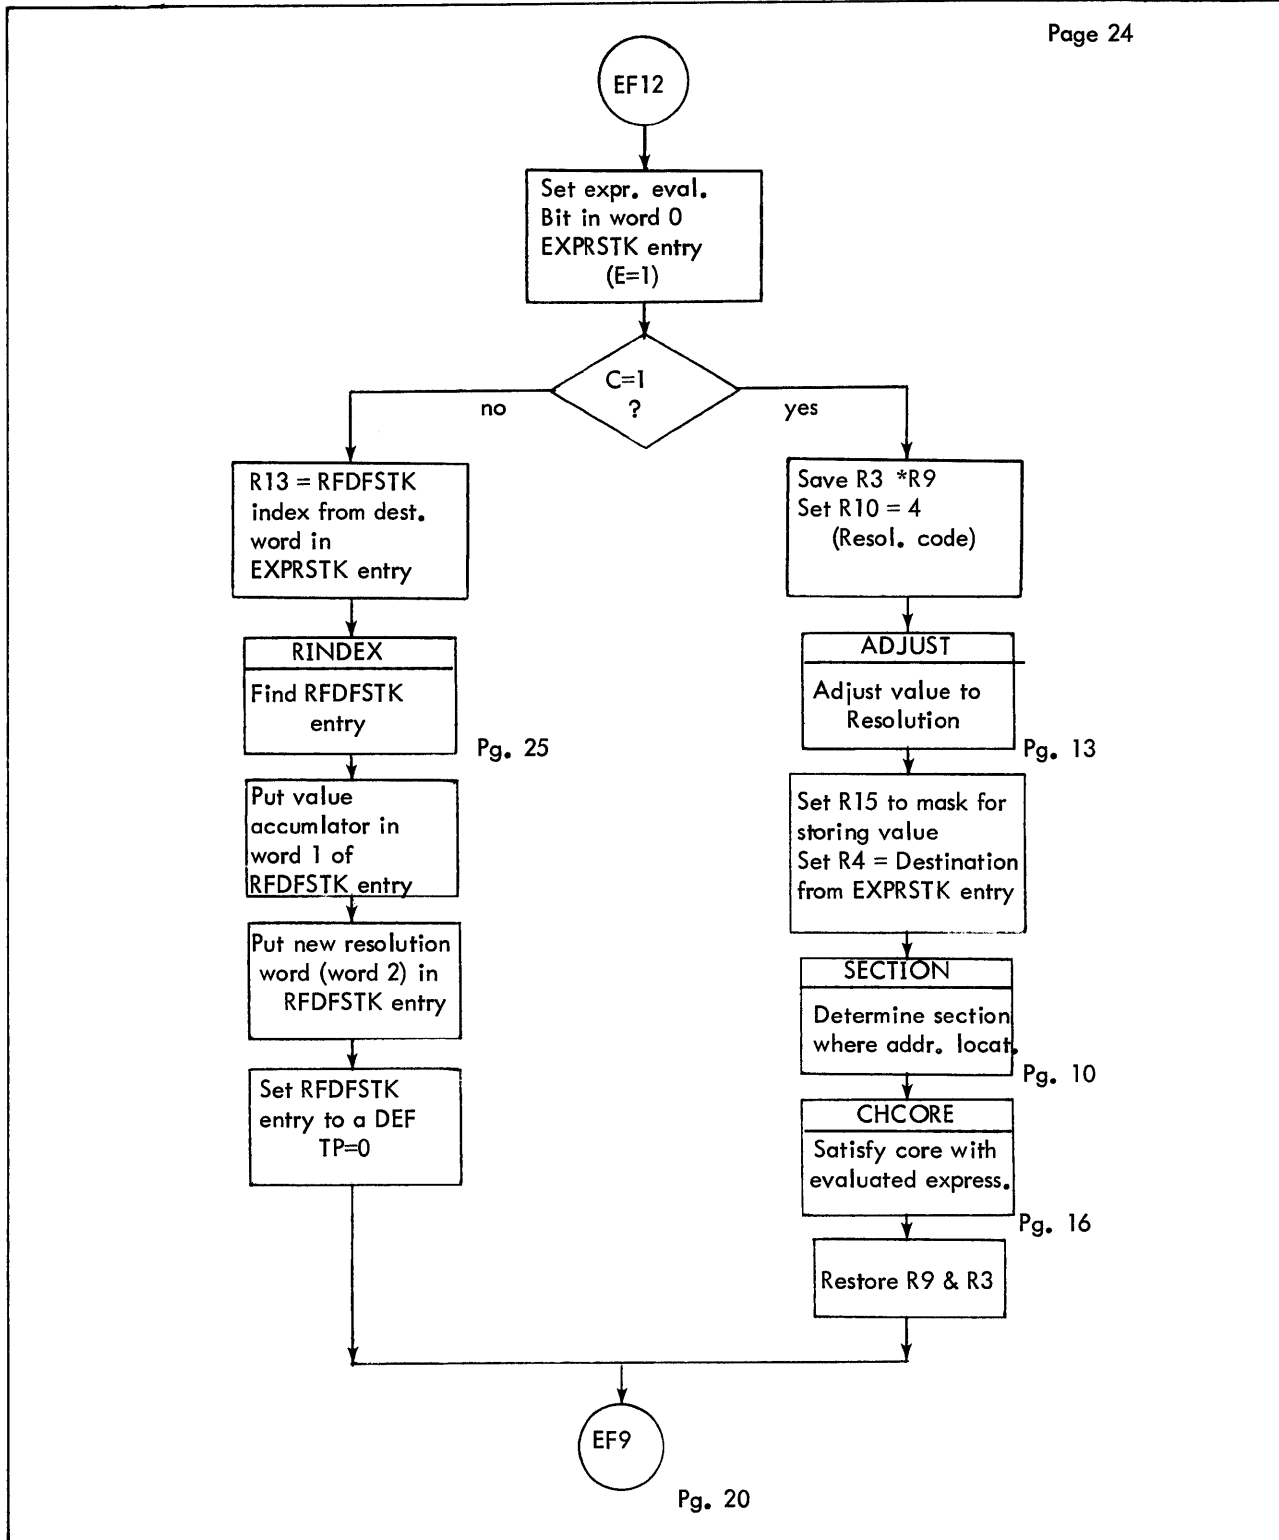 Page 24
EF12
Set expr. eval.
Bit in word 0
EXPRSTK entry
(E=1)
C=1
?
no
yes
R13 = RFDFSTK
index from dest.
word in
EXPRSTK entry
RINDEX
Find RFDFSTK
entry
Pg. 25
Put value
accumlator in
word 1 of
RFDFSTK entry
Put new resolution
word (word 2) in
RFDFSTK entry
Set RFDFSTK
entry to a DEF
TP=0
Save R3 *R9
Set R10 = 4
(Resol. code)
ADJUST
Adjust value to
Resolution
Pg. 13
Set R15 to mask for
storing value
Set R4 = Destination
from EXPRSTK entry
SECTION
Determine section
where addr. locat.
Pg. 10
CHCORE
Satisfy core with
evaluated express.
Pg. 16
Restore R9 & R3
EF9
Pg. 20